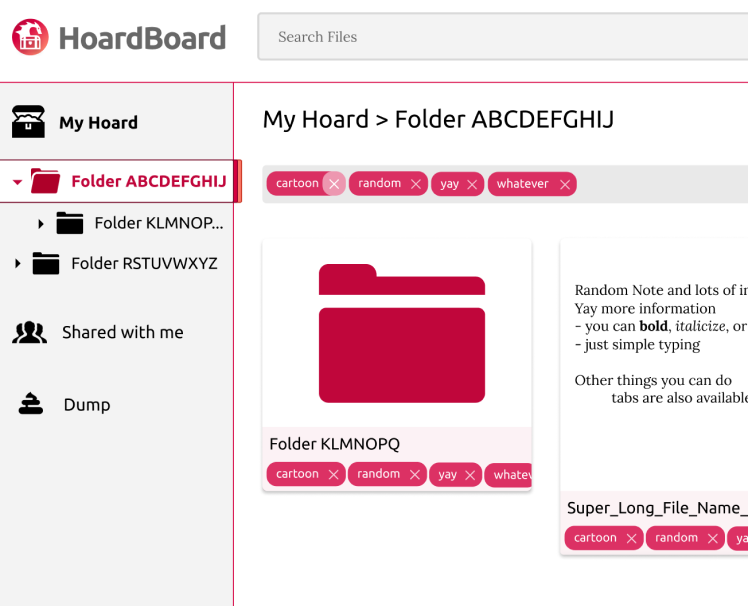 HoardBoard
Search Files
My Hoard
Folder ABCDEFGHIJ
Folder KLMNOP...
Folder RSTUVWXYZ
Shared with me
Dump
My Hoard > Folder ABCDEFGHIJ
cartoon random yay whatever
Folder KLMNOPQ
cartoon random yay whatev
Random Note and lots of in
Yay more information
- you can bold, italicize, or
- just simple typing
Other things you can do
tabs are also available
Super_Long_File_Name_
cartoon random ya